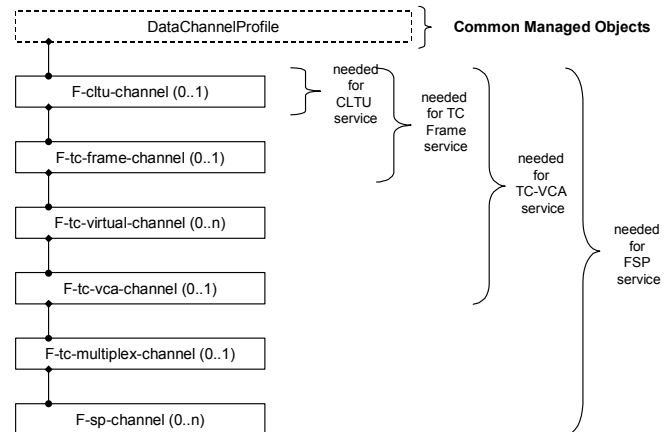 DataChannelProfile
Common Managed Objects
F-cltu-channel (0..1)
needed
for
CLTU
service
needed
for TC
Frame
service
F-tc-frame-channel (0..1)
needed
for
TC-VCA
service
F-tc-virtual-channel (0..n)
needed
for
FSP
service
F-tc-vca-channel (0..1)
F-tc-multiplex-channel (0..1)
F-sp-channel (0..n)